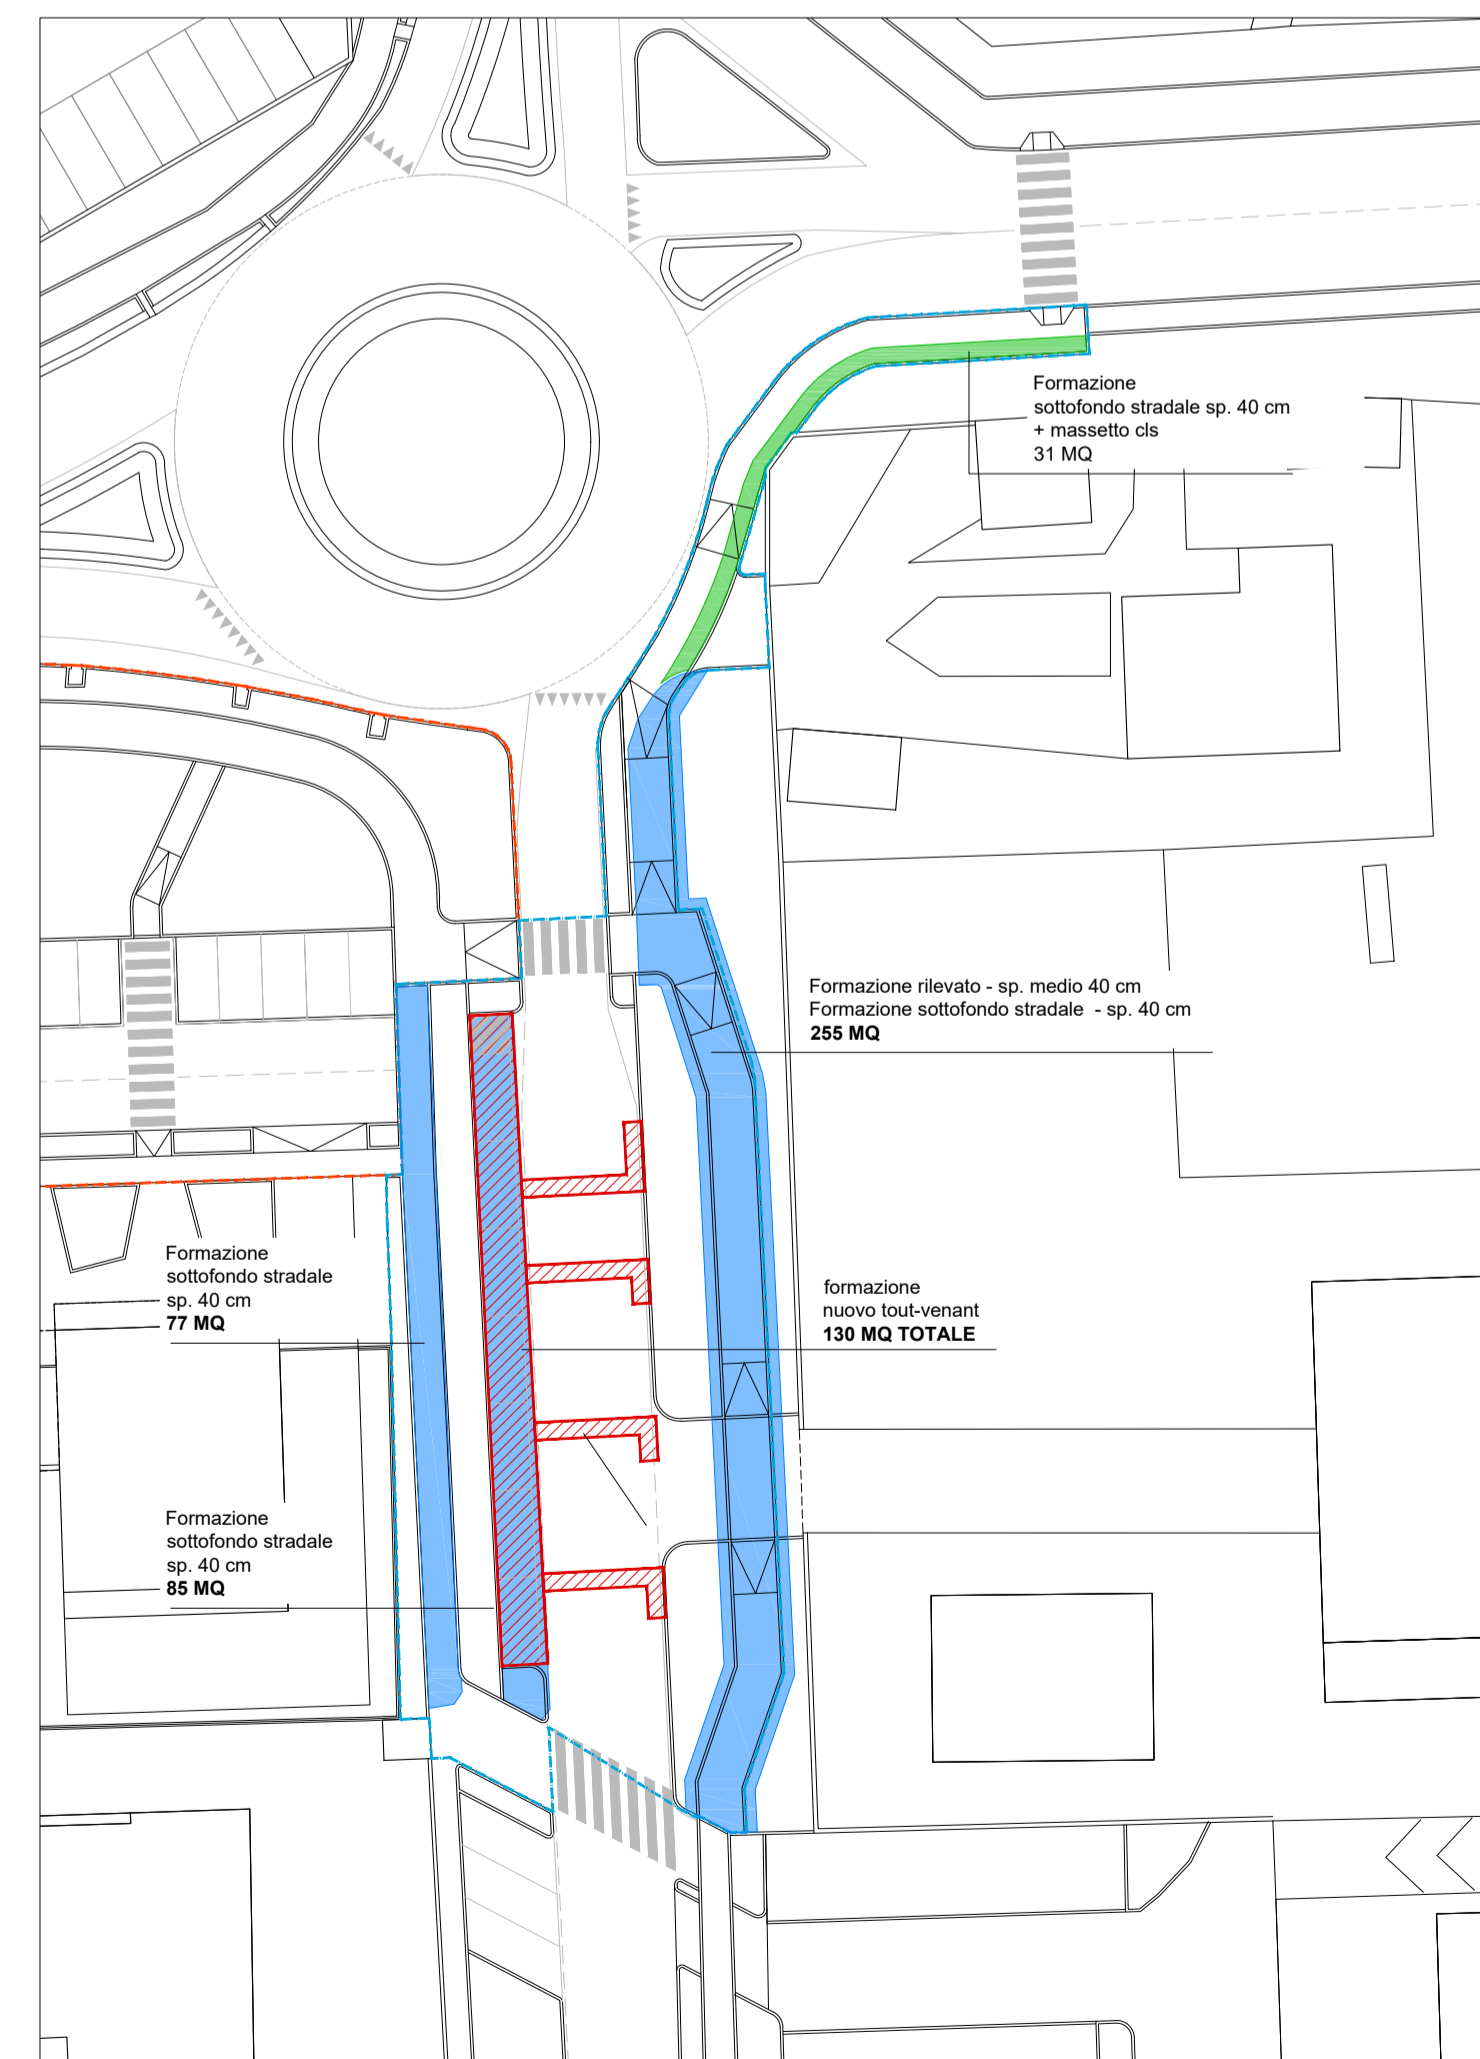 Formazione
sottofondo stradale sp. 40 cm
+ massetto cls
31 MQ
Formazione rilevato - sp. medio 40 cm
Formazione sottofondo stradale - sp. 40 cm
255 MQ
Formazione
sottofondo stradale
sp. 40 cm
77 MQ
formazione
nuovo tout-venant
130 MQ TOTALE
Formazione
sottofondo stradale
sp. 40 cm
85 MQ